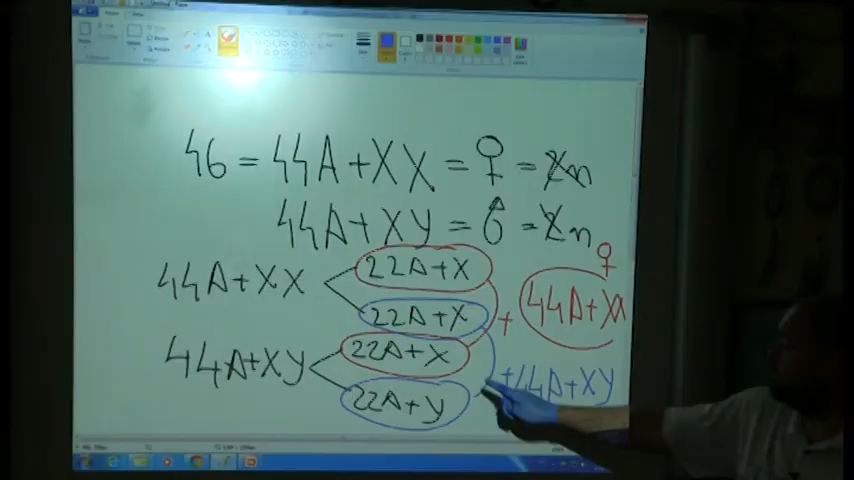 46 = 44A+XX = ♀ = 2n
44A+XY = ♂ = 2n
♀
44A+XX
22A+X
22A+X
+
44A+XX
44A+XY
22A+X
22A+Y
+44A+XY